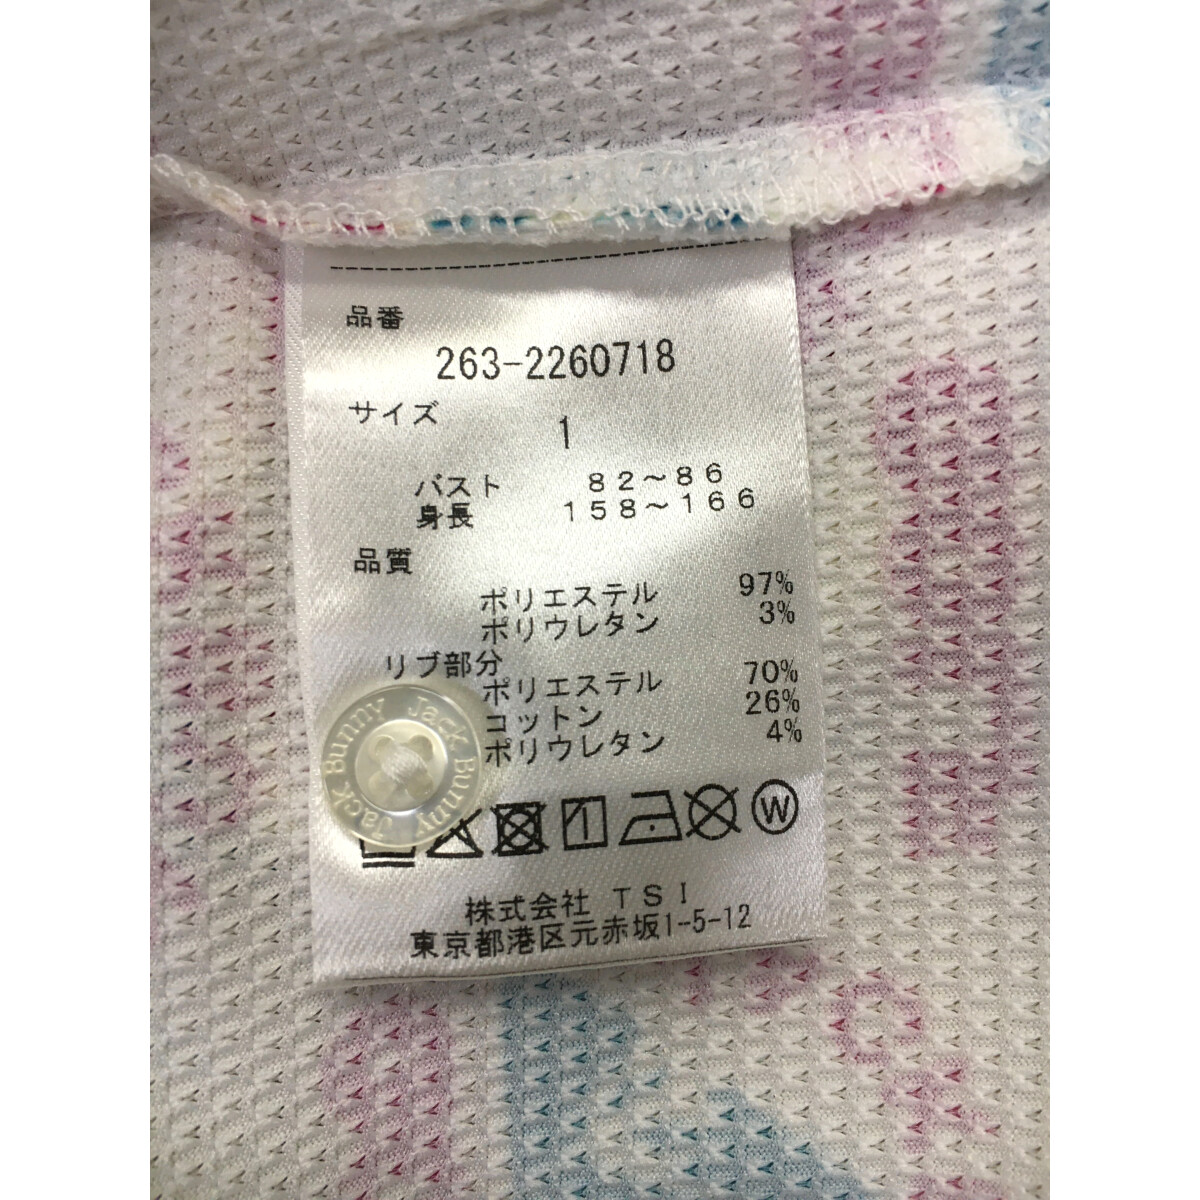 品番
263-2260718
サイズ
1
バスト 82～86
身長 158～166
品質
ポリエステル 97%
ポリウレタン 3%
リブ部分
ポリエステル 70%
コットン 26%
ポリウレタン 4%
Jack Bunny Jack Bunny
1
W
株式会社 TSI
東京都港区元赤坂1-5-12